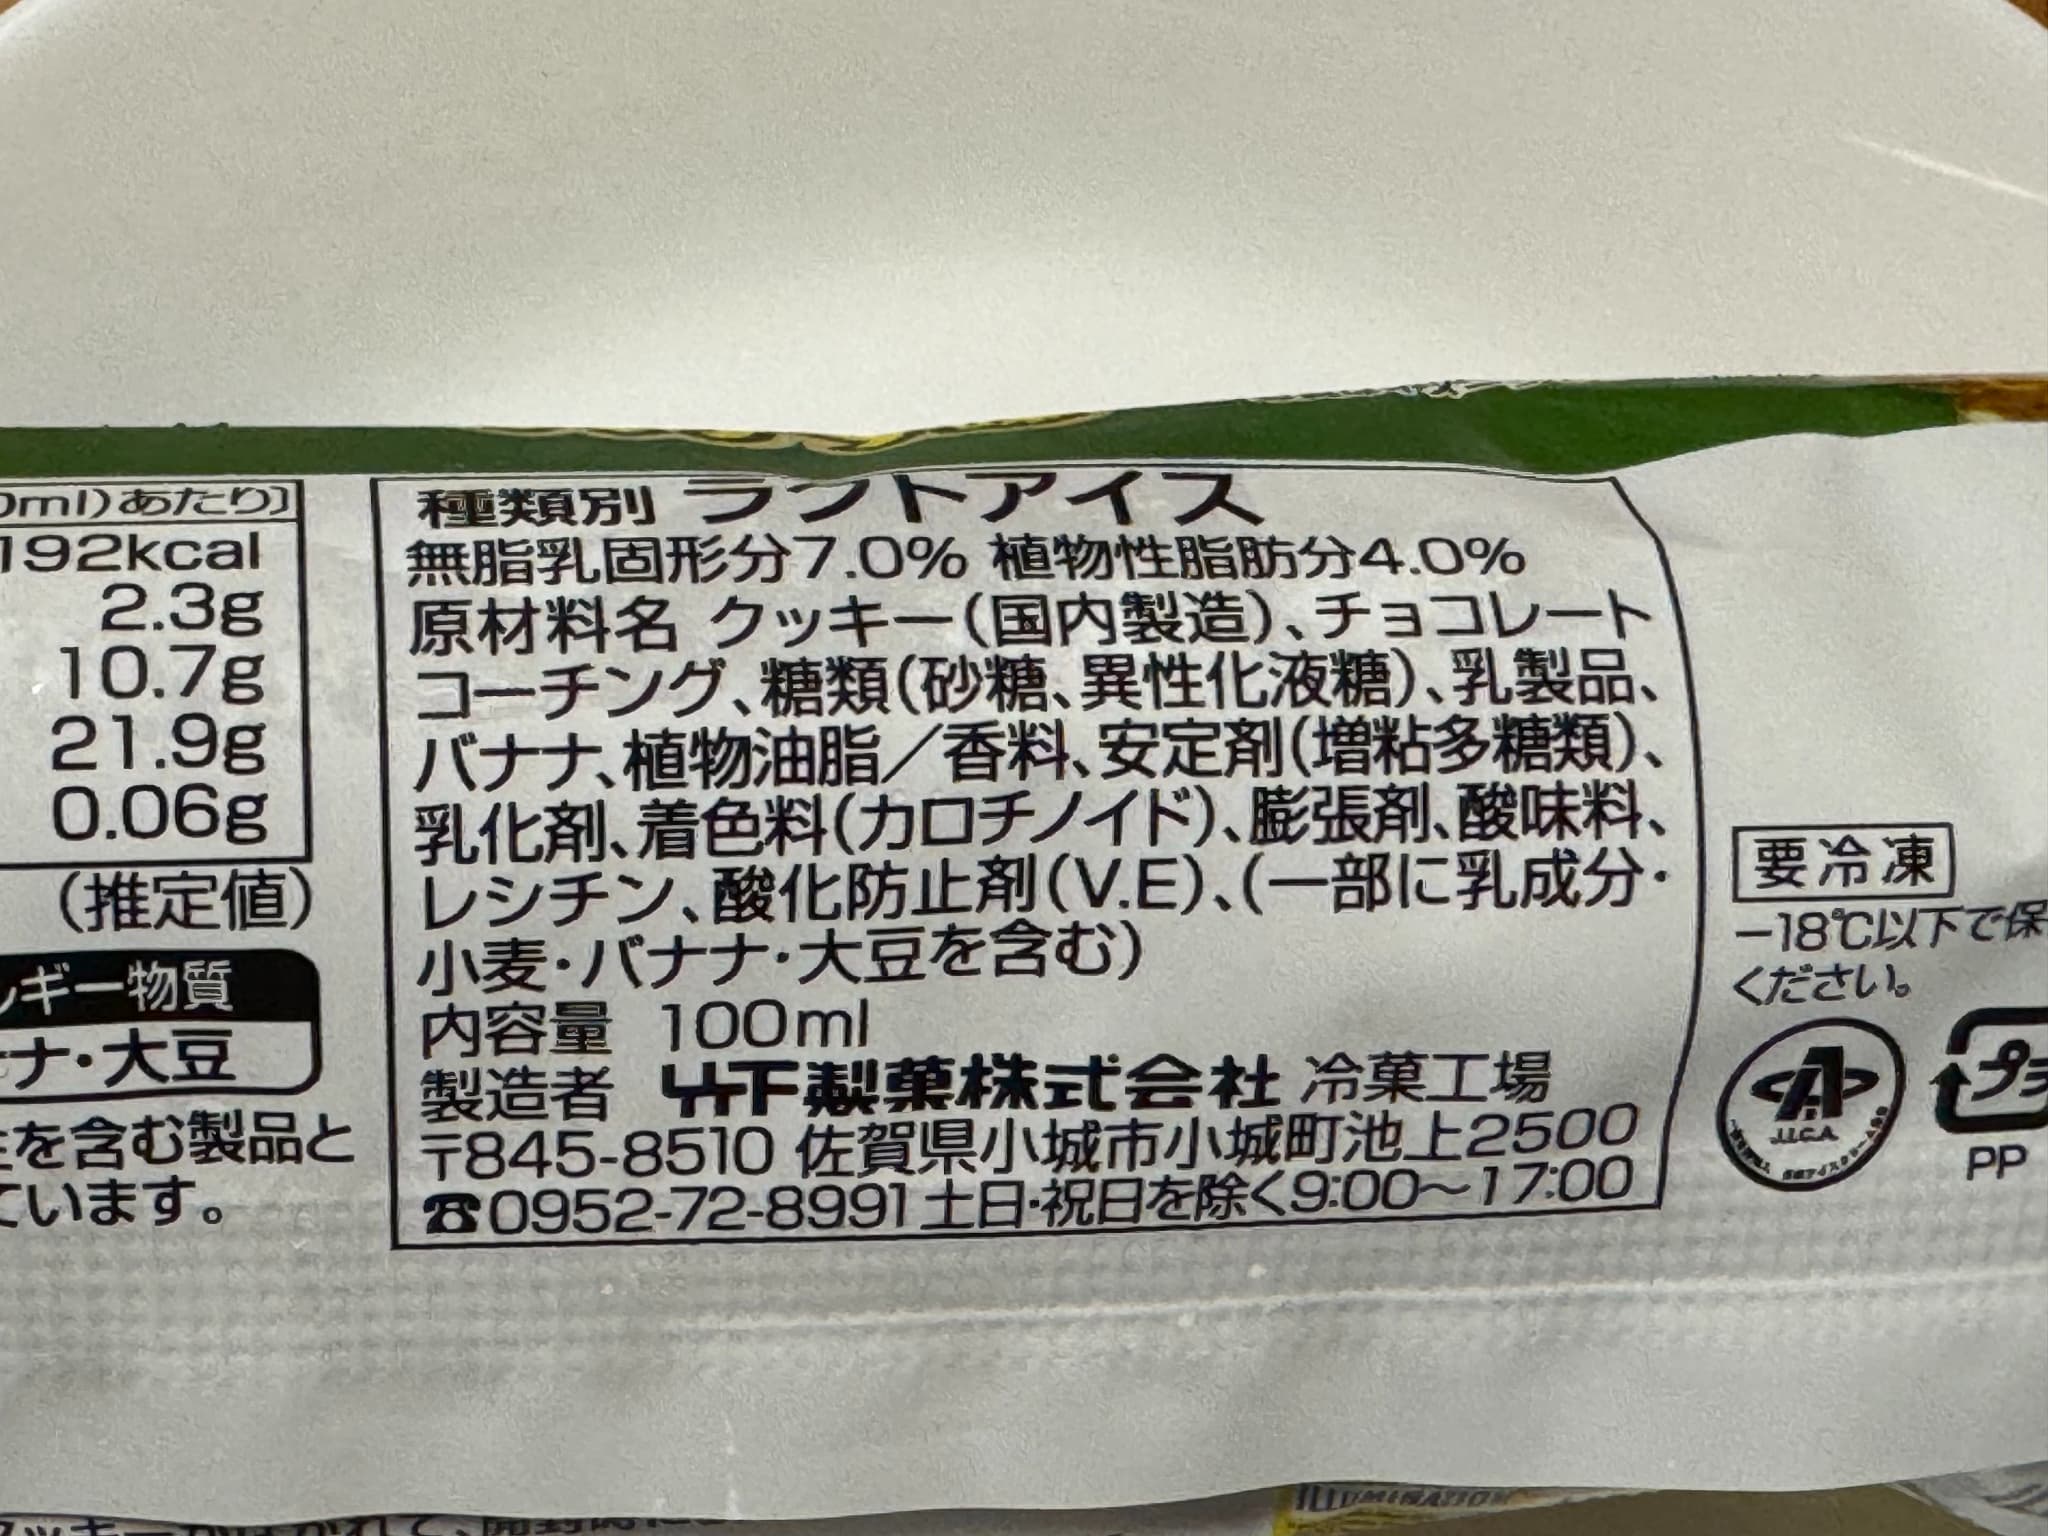 0ml)あたり]
192kcal
2.3g
10.7g
21.9g
0.06g
(推定値)
ルギー物質
ナナ・大豆
を含む製品と
ています。
種類別 ラクトアイス
無脂乳固形分7.0% 植物性脂肪分4.0%
原材料名 クッキー(国内製造)、チョコレート
コーチング、糖類(砂糖、異性化液糖)、乳製品、
バナナ、植物油脂/香料、安定剤(増粘多糖類)、
乳化剤、着色料(カロチノイド)、膨張剤、酸味料、
レシチン、酸化防止剤(V.E)、(一部に乳成分・
小麦・バナナ・大豆を含む)
内容量 100ml
製造者 竹下製菓株式会社 冷菓工場
〒845-8510 佐賀県小城市小城町池上2500
☎0952-72-8991 土日・祝日を除く9:00〜17:00
要冷凍
-18℃以下で保
ください。
J.I.C.A
プラ
PP
ILLUMINATION